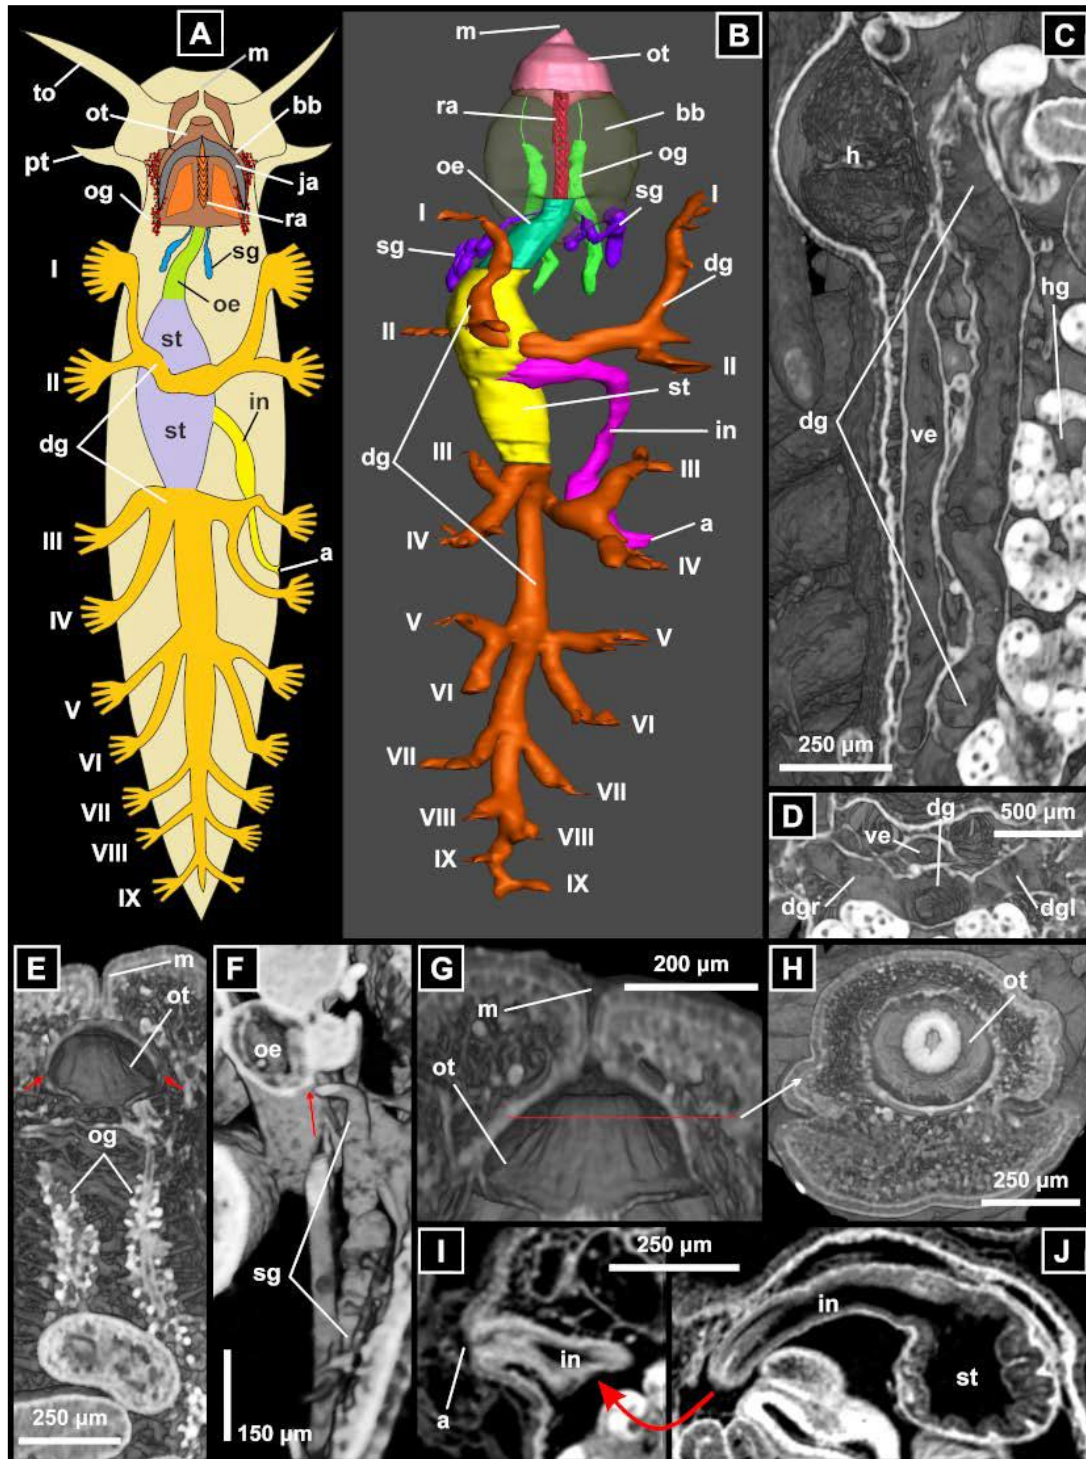 A
m
to
ot
bb
pt
ja
og
ra
sg
I
oe
st
II
in
st
dg
III
a
IV
V
VI
VII
VIII
IX
B
m
ot
ra
bb
og
oe
I
sg
I
sg
dg
II
II
st
in
dg
III
III
a
IV
IV
V
V
VI
VI
VII
VII
VIII
VIII
IX
IX
C
h
hg
dg
ve
250 µm
D
dg
500 µm
ve
dgr
dgl
E
m
ot
og
250 µm
F
oe
sg
150 µm
G
200 µm
m
ot
H
ot
250 µm
I
250 µm
in
a
J
in
st